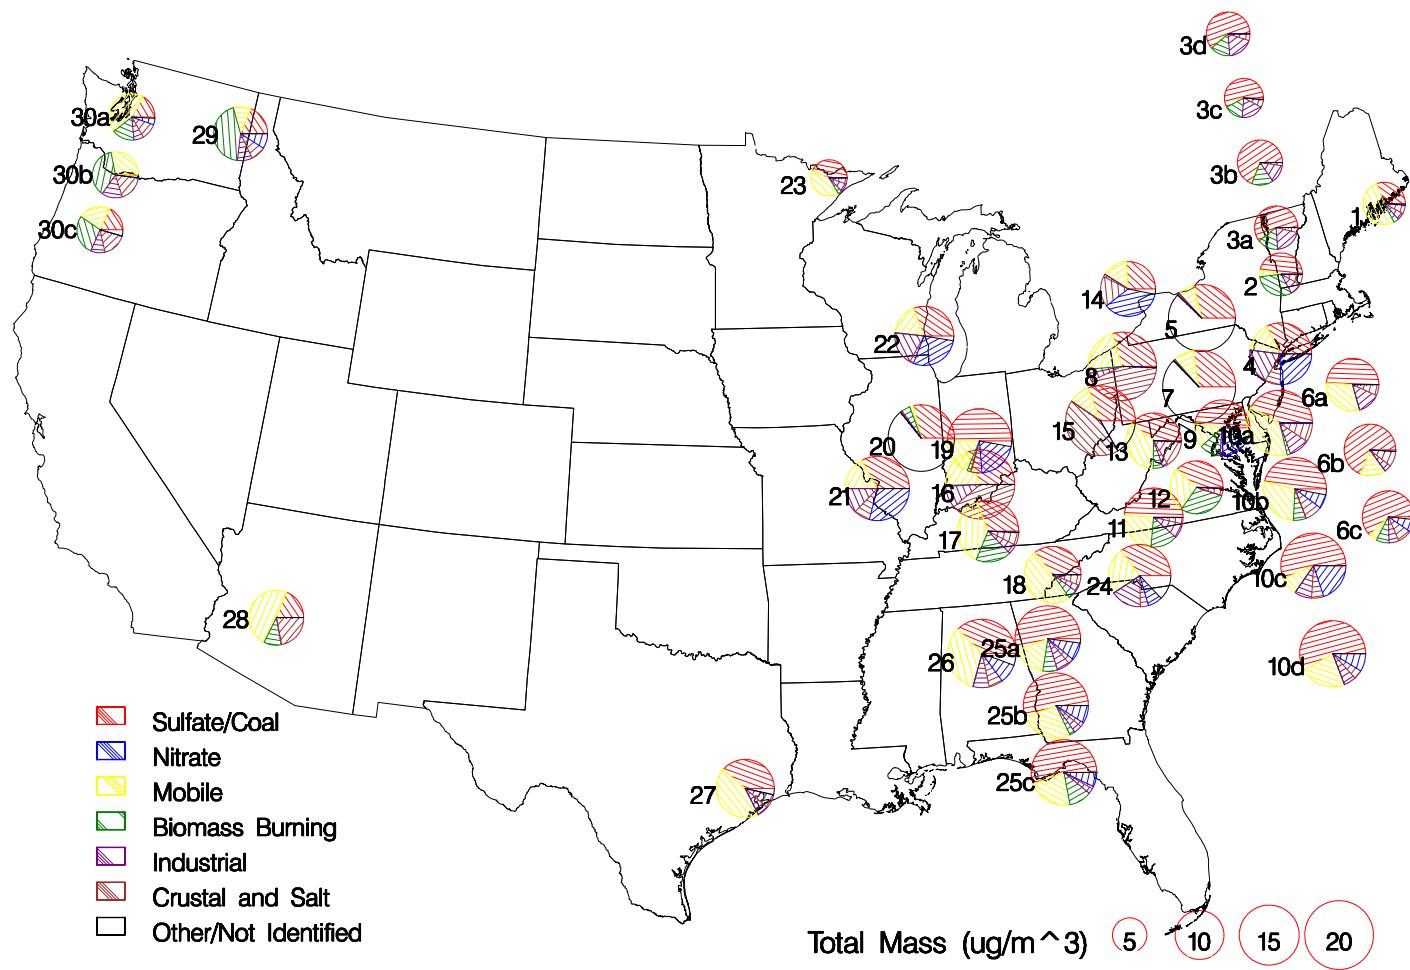 3d
3c
30a
29
30b
23
3b
1
30c
3a
2
14
5
22
4
8
7
6a
20
19
15
13
9
10a
6b
21
16
12
10b
17
11
6c
18
24
10c
28
26
25a
10d
25b
27
25c
Sulfate/Coal
Nitrate
Mobile
Biomass Burning
Industrial
Crustal and Salt
Other/Not Identified
Total Mass (ug/m^3) 5 10 15 20